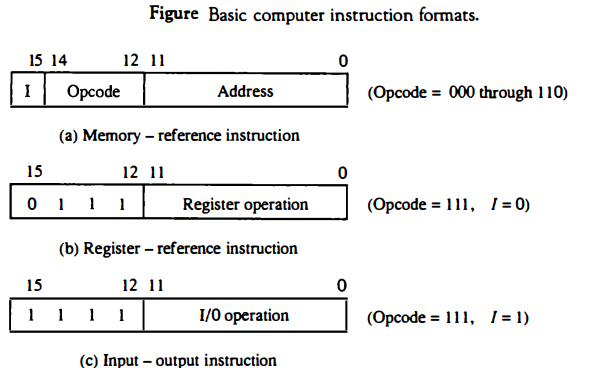 Figure Basic computer instruction formats.
15 14 12 11 0
I Opcode Address (Opcode = 000 through 110)
(a) Memory – reference instruction
15 12 11 0
0 1 1 1 Register operation (Opcode = 111, I = 0)
(b) Register – reference instruction
15 12 11 0
1 1 1 1 I/0 operation (Opcode = 111, I = 1)
(c) Input – output instruction